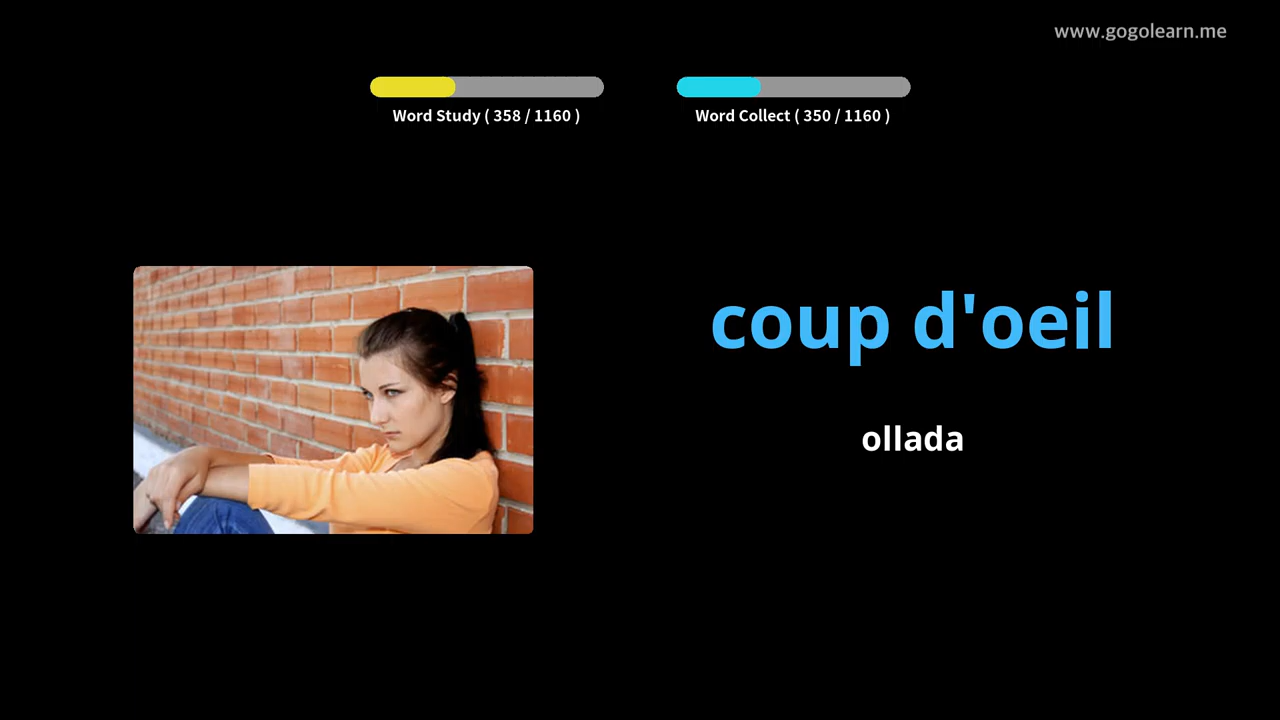 www.gogolearn.me
Word Study ( 358 / 1160 )
Word Collect ( 350 / 1160 )
coup d'oeil
ollada